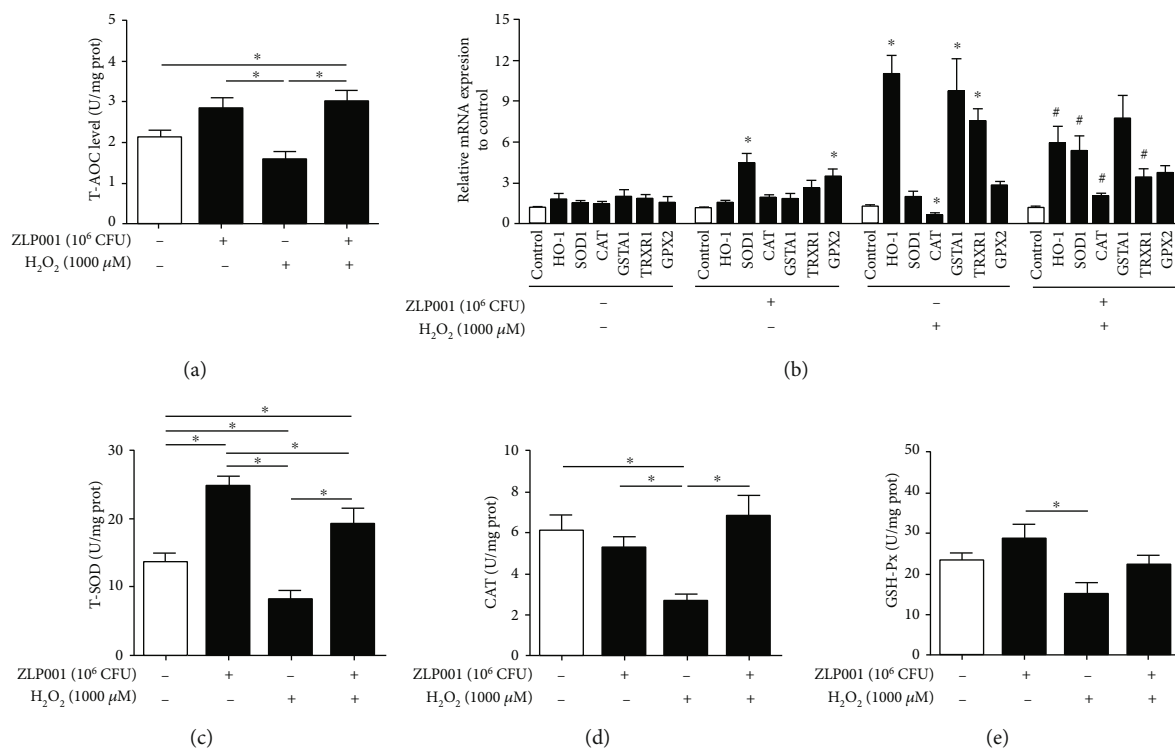 5
4
3
2
1
0
T-AOC level (U/mg prot)
*
* *
ZLP001 (10⁶ CFU) – + – +
H₂O₂ (1000 μM) – – + +
(a)
15
12
9
6
3
0
Relative mRNA expresion
to control
* * * * * * * # # # #
Control HO-1 SOD1 CAT GSTA1 TRXR1 GPX2 Control HO-1 SOD1 CAT GSTA1 TRXR1 GPX2 Control HO-1 SOD1 CAT GSTA1 TRXR1 GPX2 Control HO-1 SOD1 CAT GSTA1 TRXR1 GPX2
ZLP001 (10⁶ CFU) – + – +
H₂O₂ (1000 μM) – – + +
(b)
30
20
10
0
T-SOD (U/mg prot)
*
*
* *
*
*
ZLP001 (10⁶ CFU) – + – +
H₂O₂ (1000 μM) – – + +
(c)
10
8
6
4
2
0
CAT (U/mg prot)
*
* *
ZLP001 (10⁶ CFU) – + – +
H₂O₂ (1000 μM) – – + +
(d)
50
40
30
20
10
0
GSH-Px (U/mg prot)
*
ZLP001 (10⁶ CFU) – + – +
H₂O₂ (1000 μM) – – + +
(e)